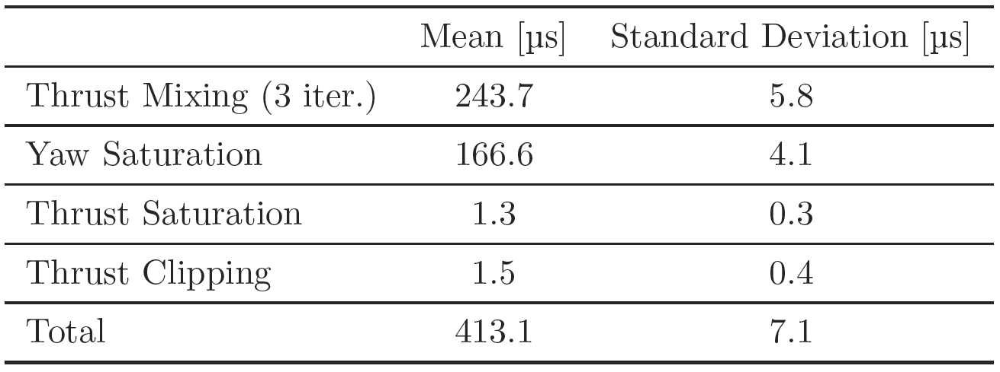 Mean [µs] Standard Deviation [µs]
Thrust Mixing (3 iter.) 243.7 5.8
Yaw Saturation 166.6 4.1
Thrust Saturation 1.3 0.3
Thrust Clipping 1.5 0.4
Total 413.1 7.1